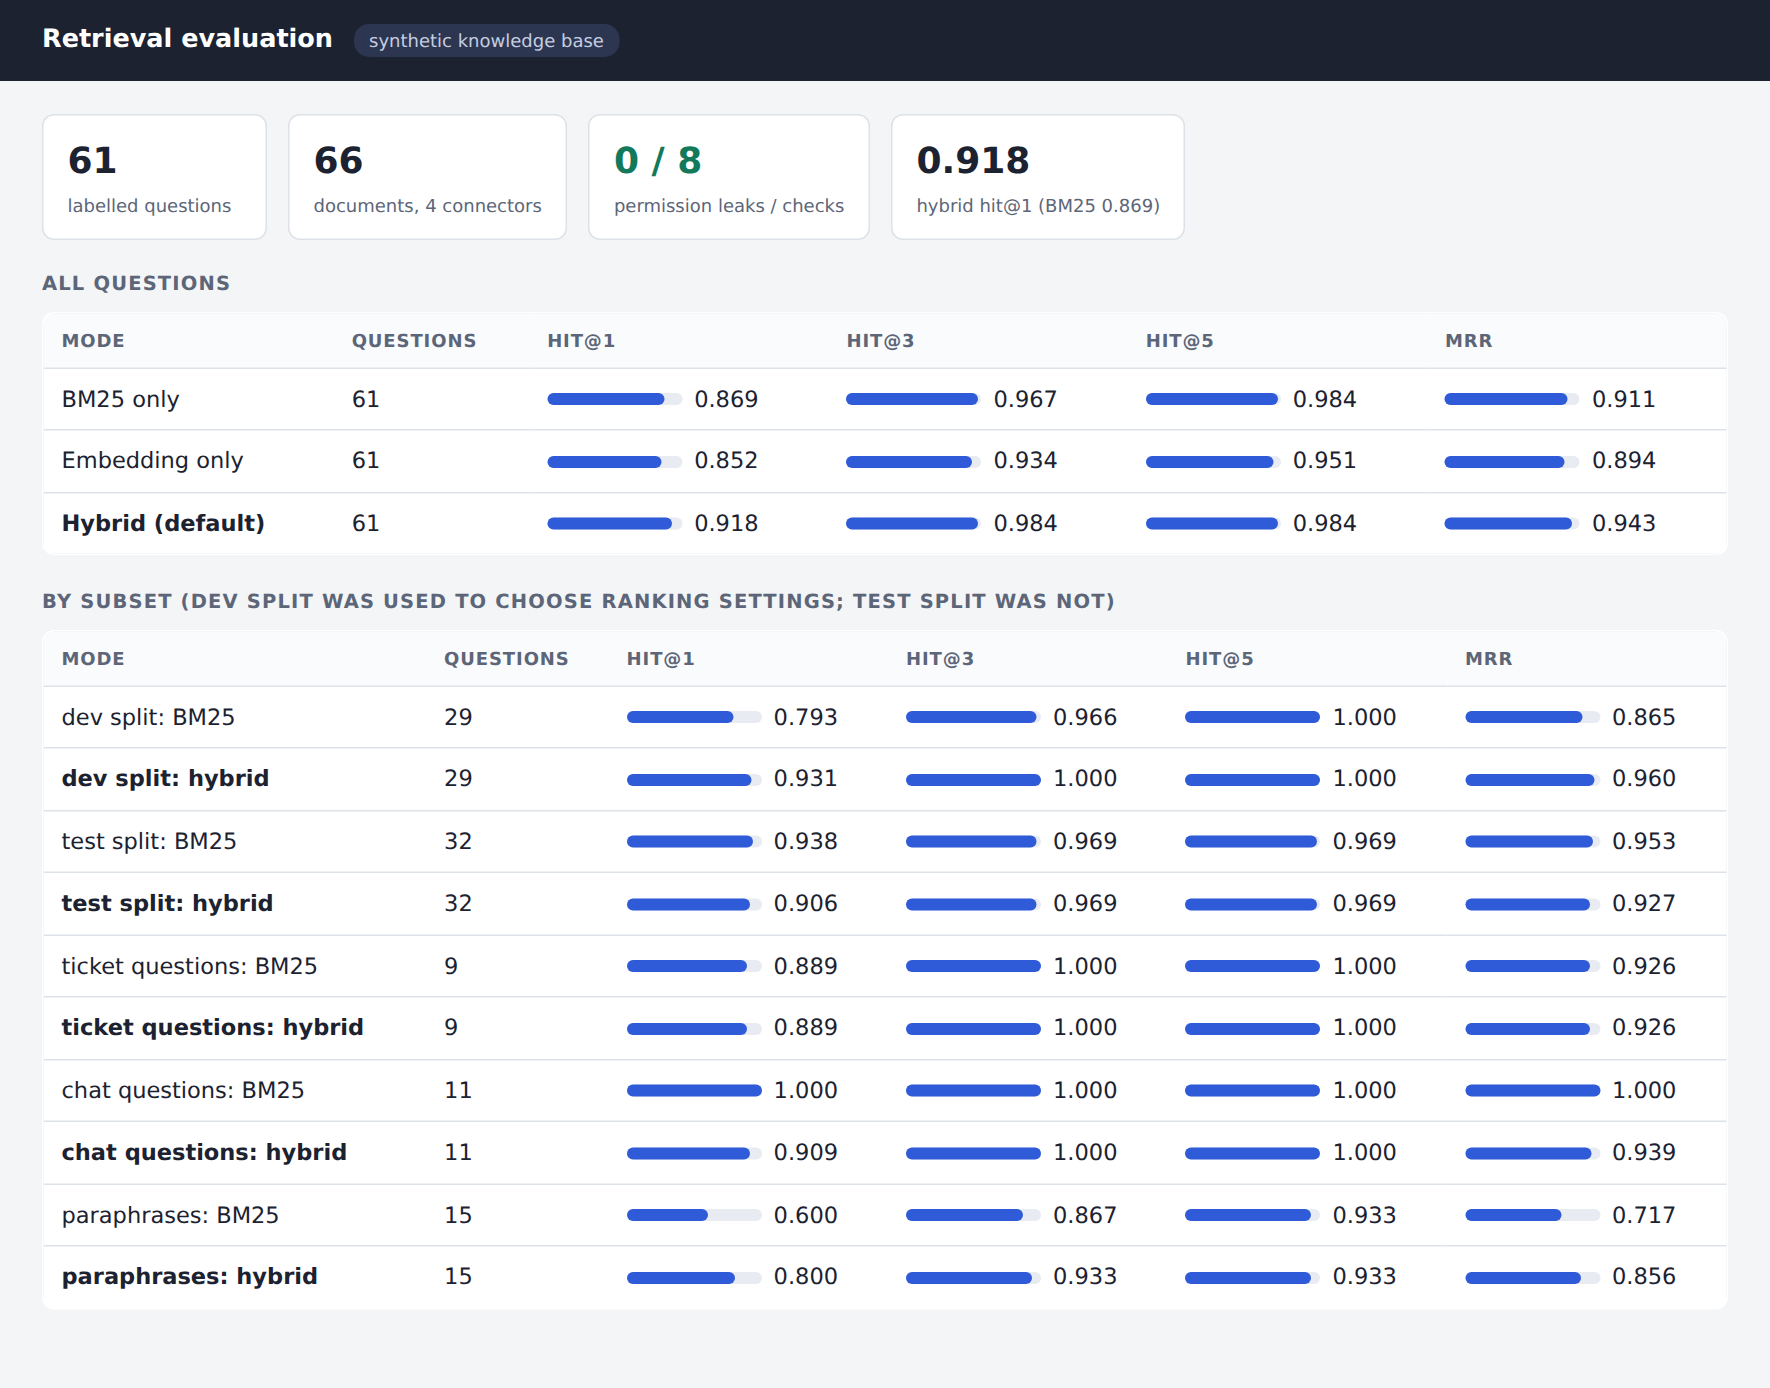 Retrieval evaluation synthetic knowledge base
61 66 0 / 8 0.918
labelled questions documents, 4 connectors permission leaks / checks hybrid hit@1 (BM25 0.869)
ALL QUESTIONS
MODE QUESTIONS HIT@1 HIT@3 HIT@5 MRR
BM25 only 61 0.869 0.967 0.984 0.911
Embedding only 61 0.852 0.934 0.951 0.894
Hybrid (default) 61 0.918 0.984 0.984 0.943
BY SUBSET (DEV SPLIT WAS USED TO CHOOSE RANKING SETTINGS; TEST SPLIT WAS NOT)
MODE QUESTIONS HIT@1 HIT@3 HIT@5 MRR
dev split: BM25 29 0.793 0.966 1.000 0.865
dev split: hybrid 29 0.931 1.000 1.000 0.960
test split: BM25 32 0.938 0.969 0.969 0.953
test split: hybrid 32 0.906 0.969 0.969 0.927
ticket questions: BM25 9 0.889 1.000 1.000 0.926
ticket questions: hybrid 9 0.889 1.000 1.000 0.926
chat questions: BM25 11 1.000 1.000 1.000 1.000
chat questions: hybrid 11 0.909 1.000 1.000 0.939
paraphrases: BM25 15 0.600 0.867 0.933 0.717
paraphrases: hybrid 15 0.800 0.933 0.933 0.856